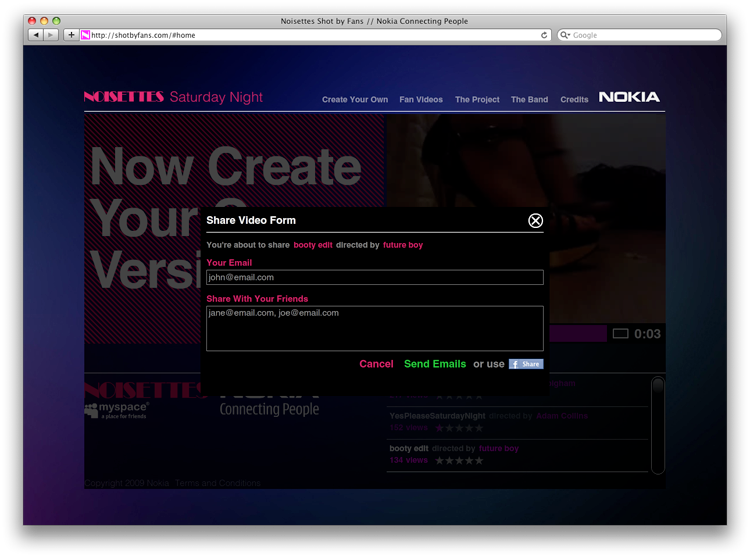 Noisettes Shot by Fans // Nokia Connecting People
http://shotbyfans.com/#home
Google
NOISETTES Saturday Night
Create Your Own Fan Videos The Project The Band Credits NOKIA
Now Create
Your
Versi
Share Video Form
You're about to share booty edit directed by future boy
Your Email
john@email.com
Share With Your Friends
jane@email.com, joe@email.com
Cancel Send Emails or use Share
0:03
NOISETTES
myspace
a place for friends
NOKIA
Connecting People
YesPleaseSaturdayNight directed by
152 views
booty edit directed by future boy
134 views
Copyright 2009 Nokia Terms and Conditions